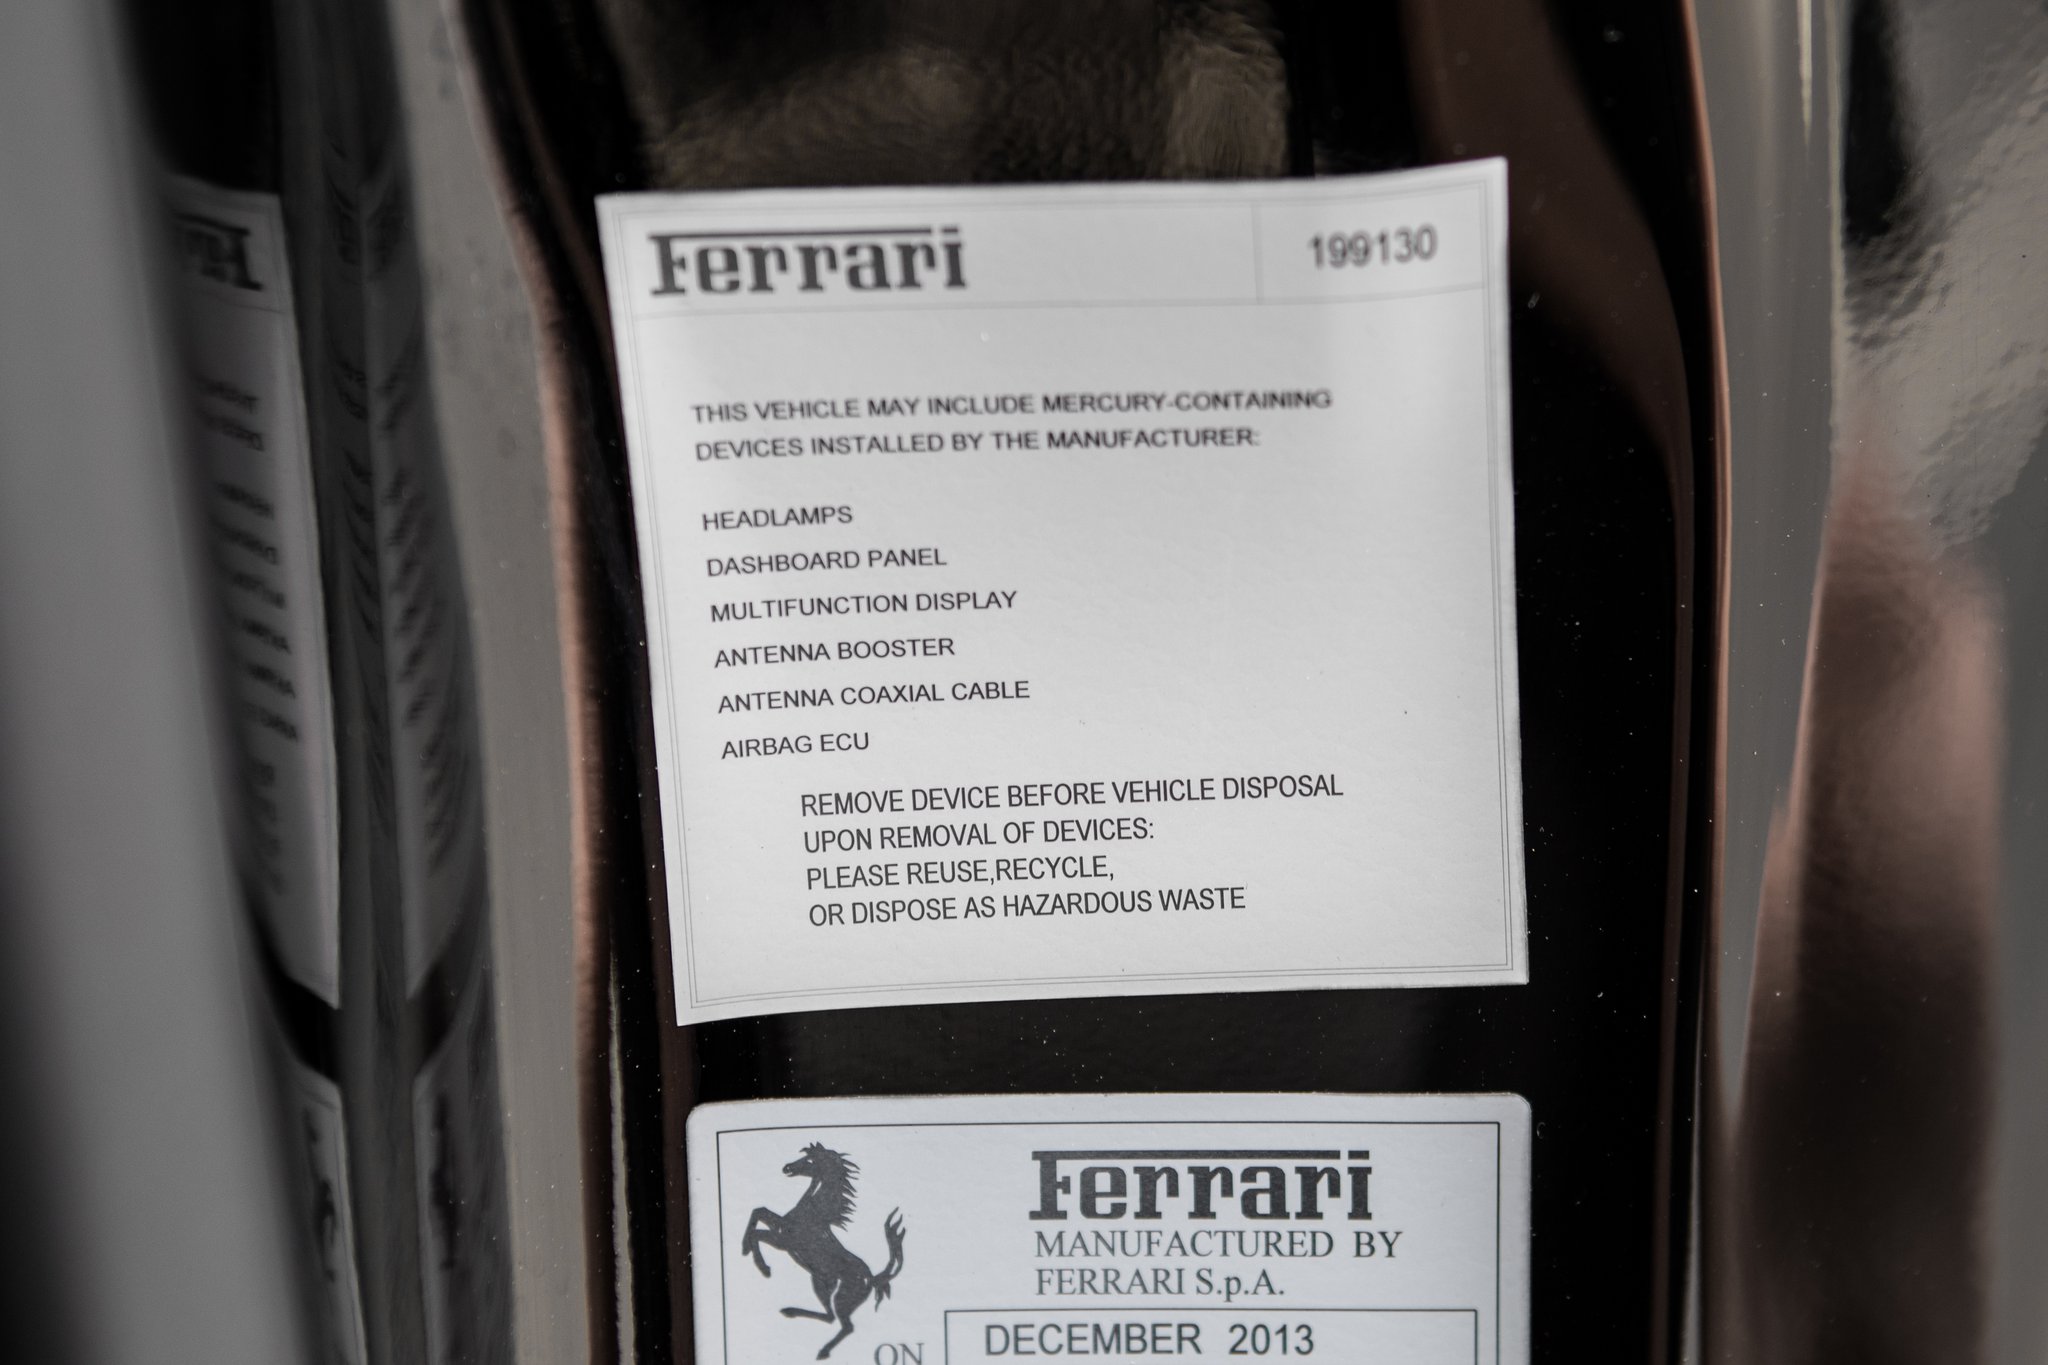 Ferrari 199130
THIS VEHICLE MAY INCLUDE MERCURY-CONTAINING
DEVICES INSTALLED BY THE MANUFACTURER:
HEADLAMPS
DASHBOARD PANEL
MULTIFUNCTION DISPLAY
ANTENNA BOOSTER
ANTENNA COAXIAL CABLE
AIRBAG ECU
REMOVE DEVICE BEFORE VEHICLE DISPOSAL
UPON REMOVAL OF DEVICES:
PLEASE REUSE,RECYCLE,
OR DISPOSE AS HAZARDOUS WASTE
Ferrari
MANUFACTURED BY
FERRARI S.p.A.
ON DECEMBER 2013